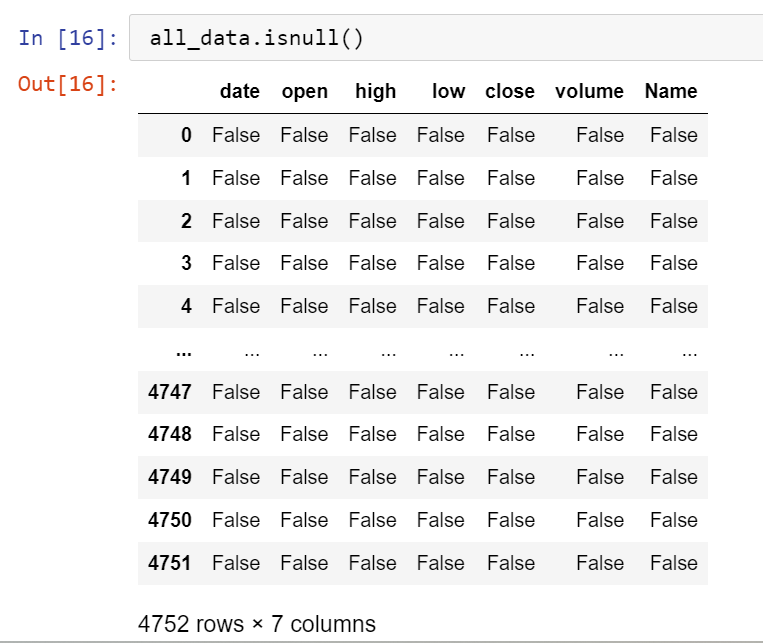 In [16]: all_data.isnull()
Out[16]:
date open high low close volume Name
0 False False False False False False False
1 False False False False False False False
2 False False False False False False False
3 False False False False False False False
4 False False False False False False False
... ... ... ... ... ... ... ...
4747 False False False False False False False
4748 False False False False False False False
4749 False False False False False False False
4750 False False False False False False False
4751 False False False False False False False
4752 rows × 7 columns